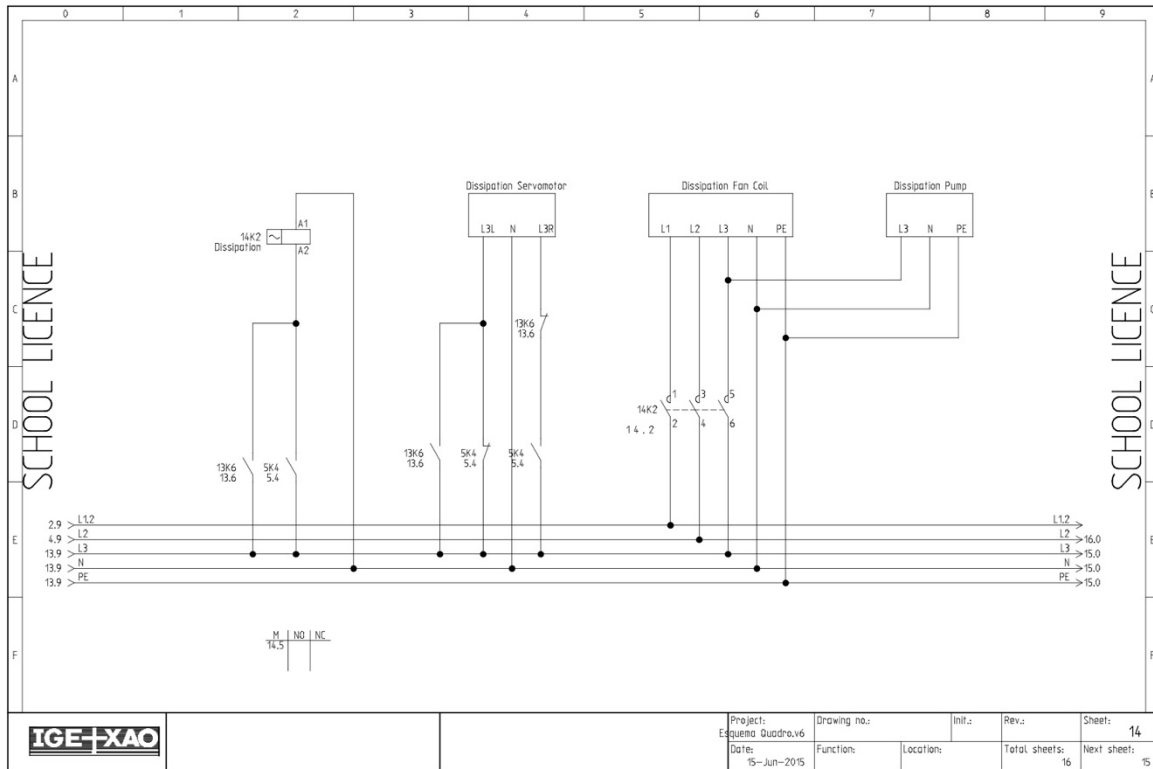 0 1 2 3 4 5 6 7 8 9
A A
B B
C C
D D
E E
F F
SCHOOL LICENCE
SCHOOL LICENCE
Dissipation Servomotor
Dissipation Fan Coil
Dissipation Pump
L3L N L3R
L1 L2 L3 N PE
L3 N PE
A1
14K2
Dissipation
A2
13K6
13.6
1 3 5
14K2
2 4 6
14.2
13K6
13.6
5K4
5.4
13K6
13.6
5K4
5.4
5K4
5.4
2.9 L1.2 L1.2
4.9 L2 L2 16.0
13.9 L3 L3 15.0
13.9 N N 15.0
13.9 PE PE 15.0
M NO NC
14.5
IGE+XAO
Project:
Esquema Quadro.v6
Drawing no.:
Init.:
Rev.:
Sheet:
14
Date:
15-Jun-2015
Function:
Location:
Total sheets:
16
Next sheet:
15